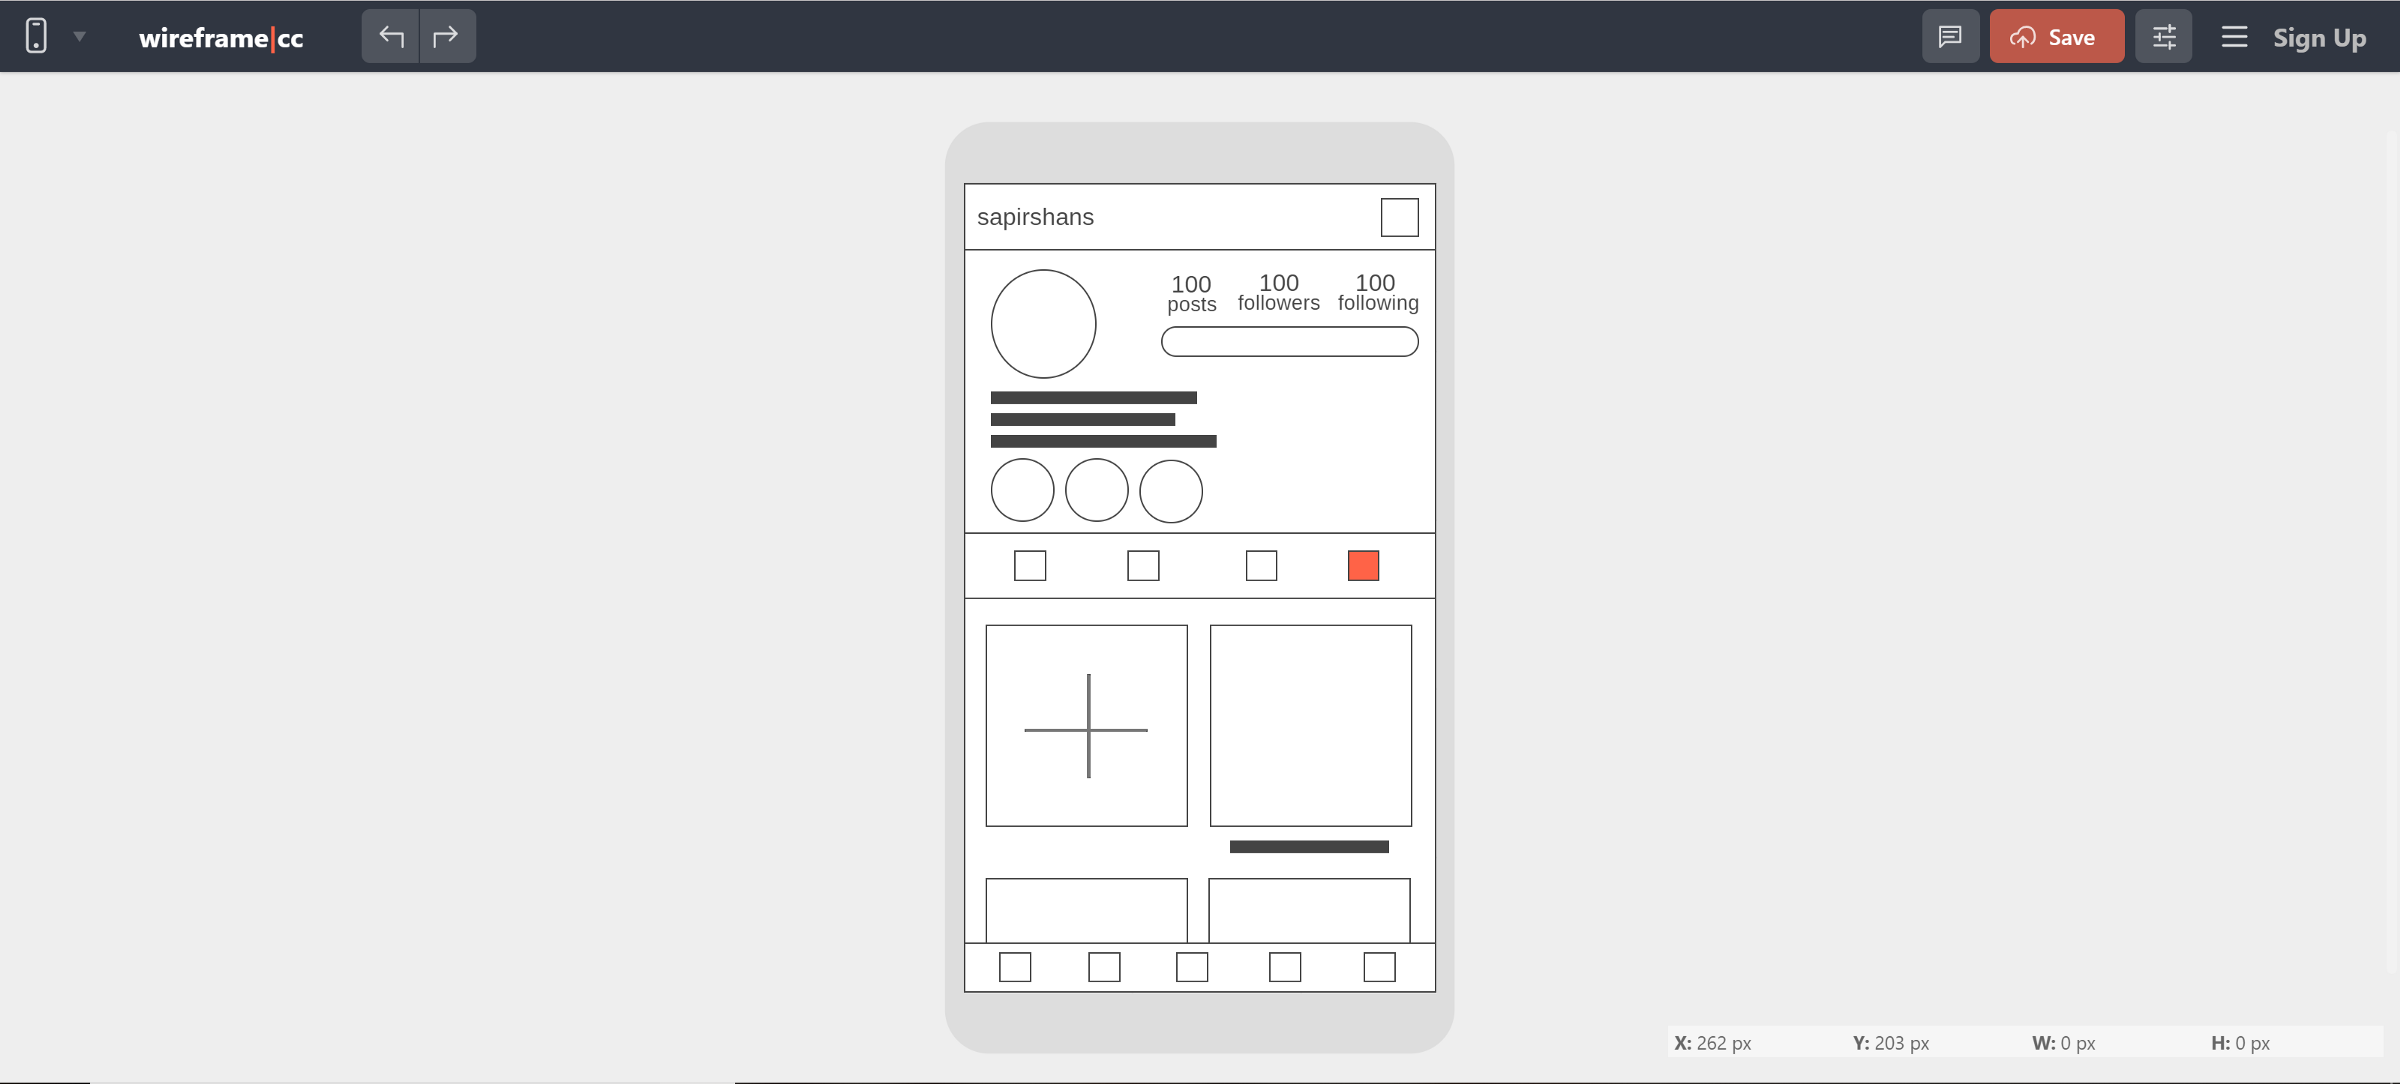 wireframe|cc
Save
Sign Up
sapirshans
100 100 100
posts followers following
X: 262 px Y: 203 px W: 0 px H: 0 px